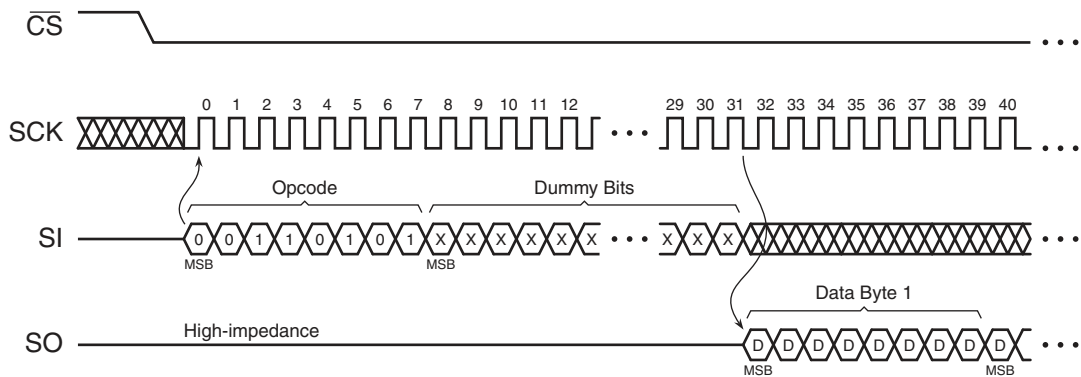 CS
SCK
0 1 2 3 4 5 6 7 8 9 10 11 12 29 30 31 32 33 34 35 36 37 38 39 40
Opcode Dummy Bits
SI
0 0 1 1 0 1 0 1 X X X X X X X X X
MSB MSB
Data Byte 1
SO
High-impedance
D D D D D D D D D
MSB MSB